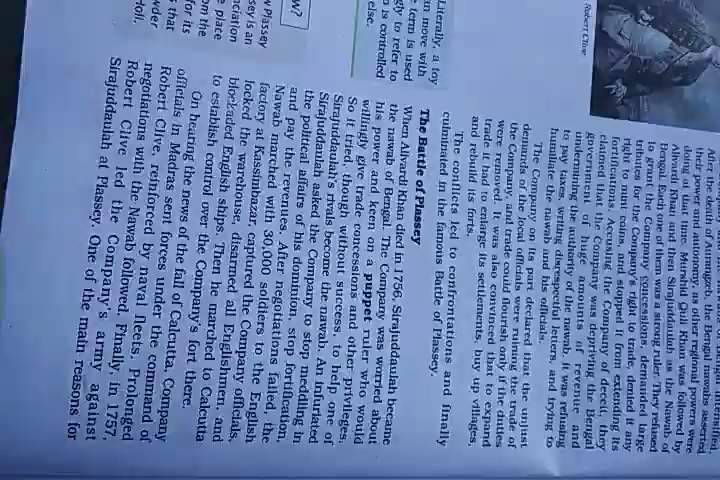 Robert Clive
After the death of Aurangzeb, the Bengal nawabs asserted
their power and autonomy, as other regional powers were
doing at that time. Murshid Quli Khan was followed by
Alivardi Khan and then Sirajuddaulah as the Nawab of
Bengal. Each one of them was a strong ruler. They refused
to grant the Company concessions, demanded large
tributes for the Company's right to trade, denied it any
right to mint coins, and stopped it from extending its
fortifications. Accusing the Company of deceit, they
claimed that the Company was depriving the Bengal
government of huge amounts of revenue and
undermining the authority of the nawab. It was refusing
to pay taxes, writing disrespectful letters, and trying to
humiliate the nawab and his officials.
The Company on its part declared that the unjust
demands of the local officials were ruining the trade of
the Company, and trade could flourish only if the duties
were removed. It was also convinced that to expand
trade it had to enlarge its settlements, buy up villages,
and rebuild its forts.
The conflicts led to confrontations and finally
culminated in the famous Battle of Plassey.
The Battle of Plassey
When Alivardi Khan died in 1756, Sirajuddaulah became
the nawab of Bengal. The Company was worried about
his power and keen on a puppet ruler who would
willingly give trade concessions and other privileges.
So it tried, though without success, to help one of
Sirajuddaulah's rivals become the nawab. An infuriated
Sirajuddaulah asked the Company to stop meddling in
the political affairs of his dominion, stop fortification,
and pay the revenues. After negotiations failed, the
Nawab marched with 30,000 soldiers to the English
factory at Kassimbazar, captured the Company officials,
locked the warehouse, disarmed all Englishmen, and
blockaded English ships. Then he marched to Calcutta
to establish control over the Company's fort there.
On hearing the news of the fall of Calcutta, Company
officials in Madras sent forces under the command of
Robert Clive, reinforced by naval fleets. Prolonged
negotiations with the Nawab followed. Finally, in 1757,
Robert Clive led the Company's army against
Sirajuddaulah at Plassey. One of the main reasons for
Literally, a toy
n move with
term is used
gly to refer to
o is controlled
else.
w?
w Plassey
sey is an
nciation
e place
om the
for its
that
wder
Holi.